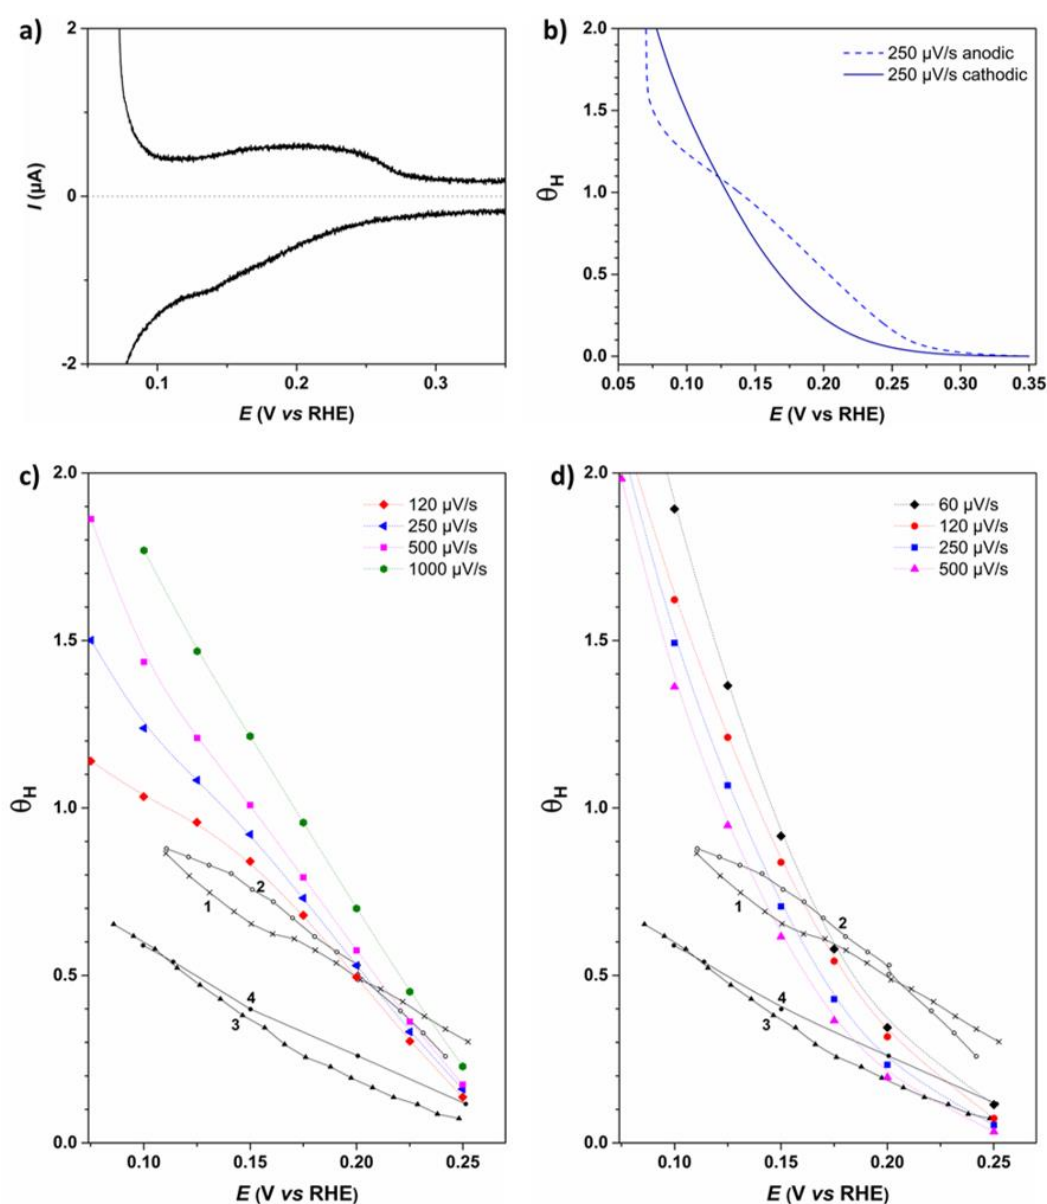 a)
2
0
-2
I (µA)
0.1 0.2 0.3
E (V vs RHE)
b)
2.0
1.5
1.0
0.5
0.0
θH
250 µV/s anodic
250 µV/s cathodic
0.05 0.10 0.15 0.20 0.25 0.30 0.35
E (V vs RHE)
c)
2.0
1.5
1.0
0.5
0.0
θH
120 µV/s
250 µV/s
500 µV/s
1000 µV/s
2
1
4
3
0.10 0.15 0.20 0.25
E (V vs RHE)
d)
2.0
1.5
1.0
0.5
0.0
θH
60 µV/s
120 µV/s
250 µV/s
500 µV/s
2
1
4
3
0.10 0.15 0.20 0.25
E (V vs RHE)